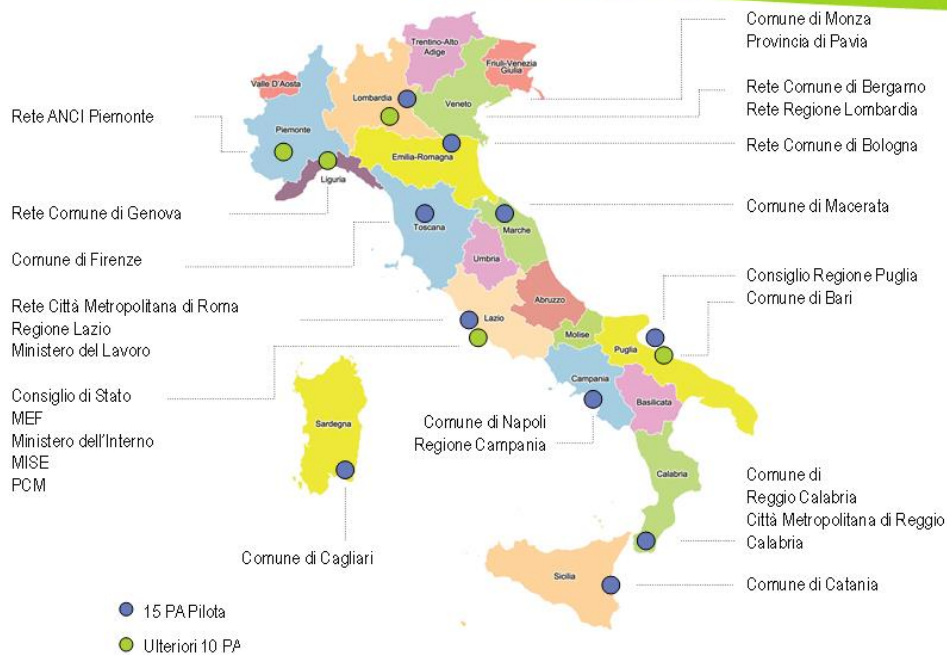 Comune di Monza
Provincia di Pavia
Trentino-Alto
Adige
Friuli-Venezia
Giulia
Valle D'Aosta
Lombardia
Veneto
Rete Comune di Bergamo
Rete Regione Lombardia
Rete ANCI Piemonte
Piemonte
Emilia-Romagna
Rete Comune di Bologna
Liguria
Rete Comune di Genova
Toscana
Marche
Comune di Macerata
Comune di Firenze
Umbria
Consiglio Regione Puglia
Comune di Bari
Abruzzo
Rete Città Metropolitana di Roma
Regione Lazio
Ministero del Lavoro
Lazio
Molise
Puglia
Campania
Basilicata
Consiglio di Stato
MEF
Ministero dell'Interno
MISE
PCM
Sardegna
Comune di Napoli
Regione Campania
Calabria
Comune di
Reggio Calabria
Città Metropolitana di Reggio
Calabria
Comune di Cagliari
Sicilia
Comune di Catania
15 PA Pilota
Ulteriori 10 PA